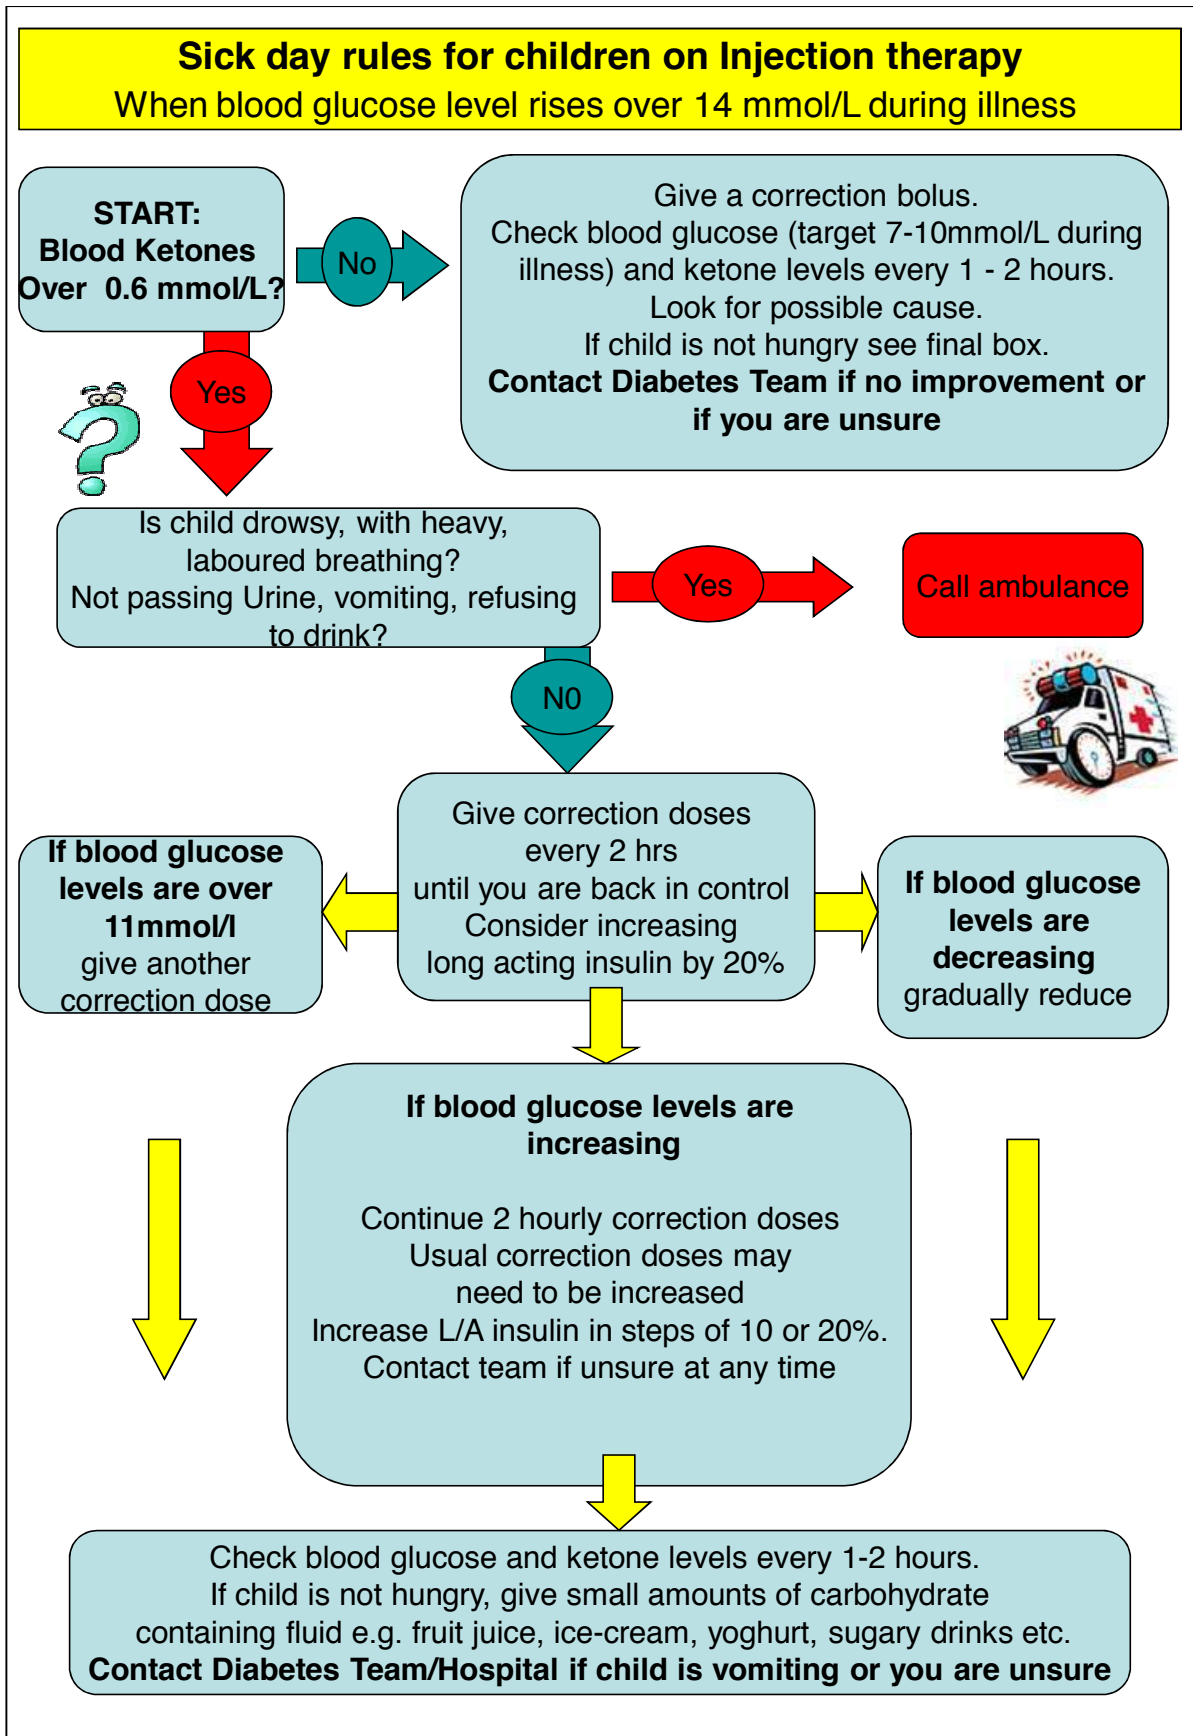 Sick day rules for children on Injection therapy
When blood glucose level rises over 14 mmol/L during illness
START:
Blood Ketones
Over 0.6 mmol/L?
No
Give a correction bolus.
Check blood glucose (target 7-10mmol/L during
illness) and ketone levels every 1 - 2 hours.
Look for possible cause.
If child is not hungry see final box.
Contact Diabetes Team if no improvement or
if you are unsure
Yes
Is child drowsy, with heavy,
laboured breathing?
Not passing Urine, vomiting, refusing
to drink?
Yes
Call ambulance
N0
Give correction doses
every 2 hrs
until you are back in control
Consider increasing
long acting insulin by 20%
If blood glucose
levels are over
11mmol/l
give another
correction dose
If blood glucose
levels are
decreasing
gradually reduce
If blood glucose levels are
increasing
Continue 2 hourly correction doses
Usual correction doses may
need to be increased
Increase L/A insulin in steps of 10 or 20%.
Contact team if unsure at any time
Check blood glucose and ketone levels every 1-2 hours.
If child is not hungry, give small amounts of carbohydrate
containing fluid e.g. fruit juice, ice-cream, yoghurt, sugary drinks etc.
Contact Diabetes Team/Hospital if child is vomiting or you are unsure